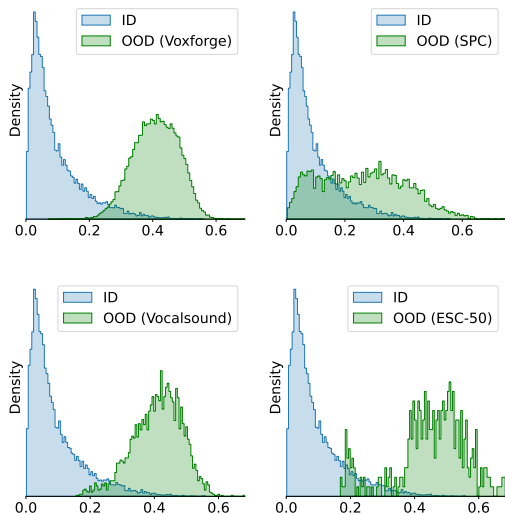 ID
OOD (Voxforge)
Density
0.0 0.2 0.4 0.6
ID
OOD (SPC)
Density
0.0 0.2 0.4 0.6
ID
OOD (Vocalsound)
Density
0.0 0.2 0.4 0.6
ID
OOD (ESC-50)
Density
0.0 0.2 0.4 0.6